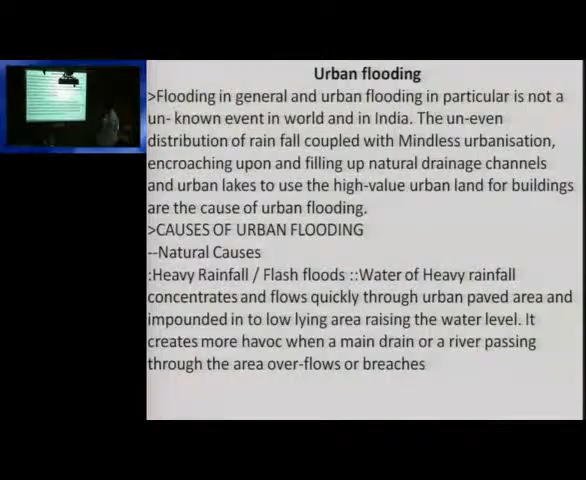 Urban flooding
>Flooding in general and urban flooding in particular is not a
un- known event in world and in India. The un-even
distribution of rain fall coupled with Mindless urbanisation,
encroaching upon and filling up natural drainage channels
and urban lakes to use the high-value urban land for buildings
are the cause of urban flooding.
>CAUSES OF URBAN FLOODING
--Natural Causes
:Heavy Rainfall / Flash floods ::Water of Heavy rainfall
concentrates and flows quickly through urban paved area and
impounded in to low lying area raising the water level. It
creates more havoc when a main drain or a river passing
through the area over-flows or breaches